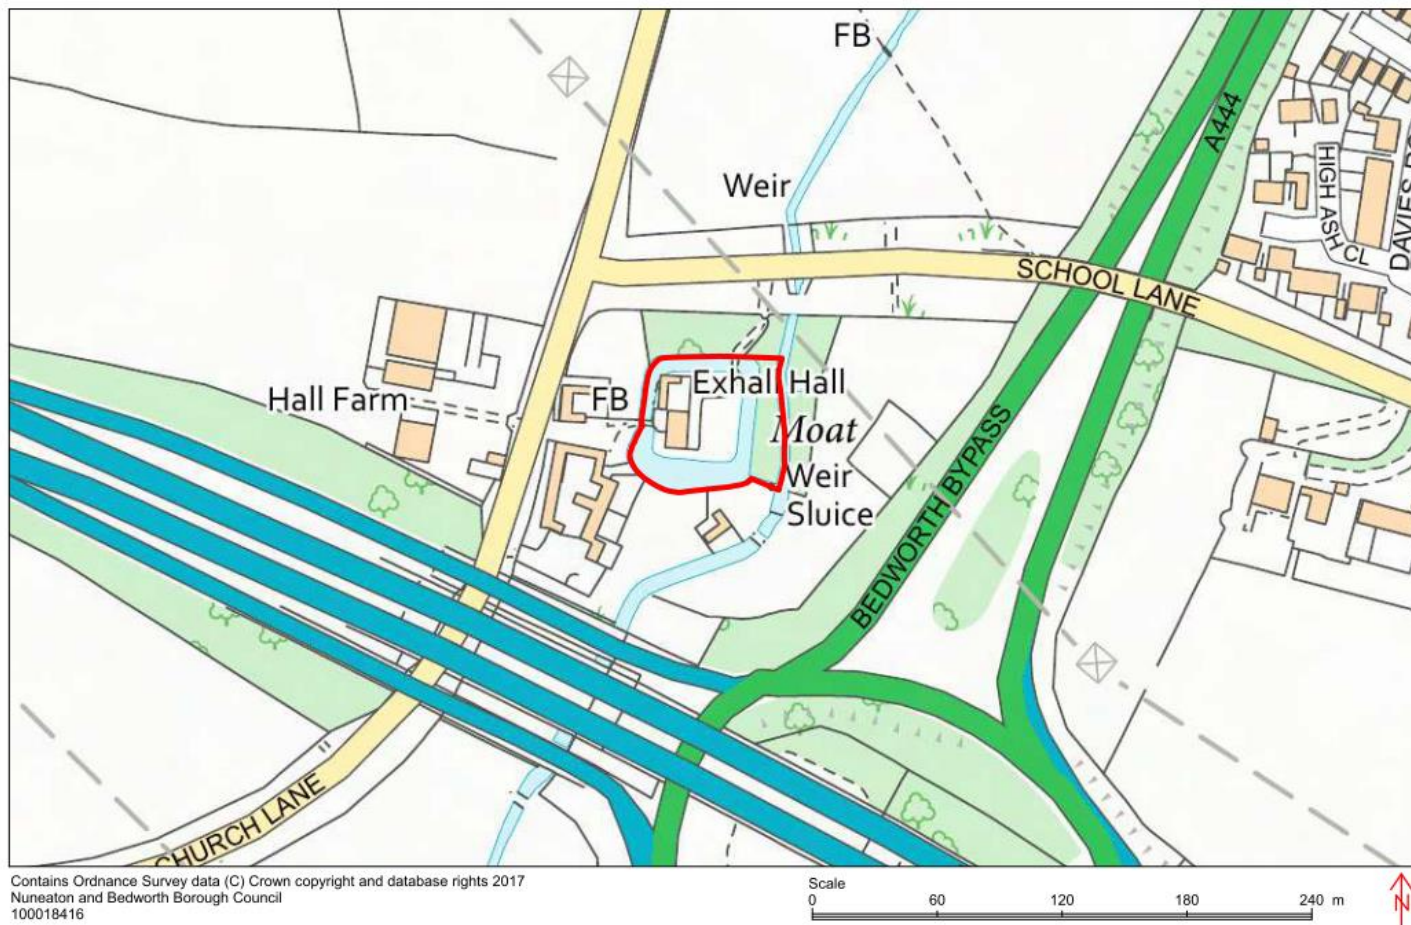 FB
A444
HIGH ASH
CL
Weir
SCHOOL LANE
Exhall Hall
Hall Farm
FB
Moat
Weir
Sluice
BEDWORTH BYPASS
CHURCH LANE
Contains Ordnance Survey data (C) Crown copyright and database rights 2017
Nuneaton and Bedworth Borough Council
100018416
Scale
0 60 120 180 240 m
N
DAVIES